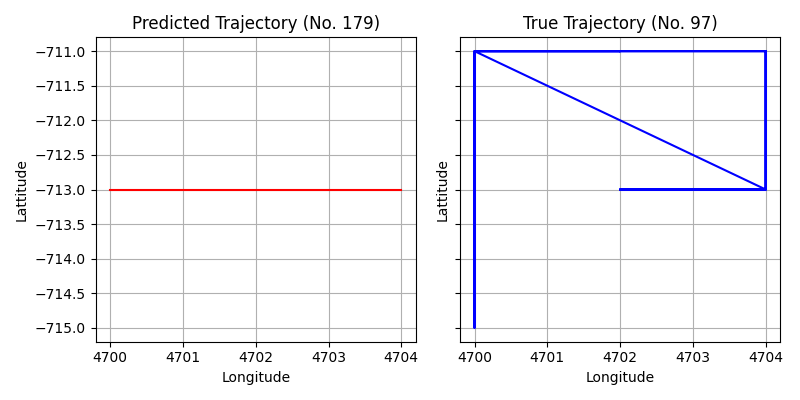 Predicted Trajectory (No. 179)
True Trajectory (No. 97)
−711.0
−711.5
−712.0
−712.5
−713.0
−713.5
−714.0
−714.5
−715.0
Lattitude
Lattitude
4700 4701 4702 4703 4704
4700 4701 4702 4703 4704
Longitude
Longitude